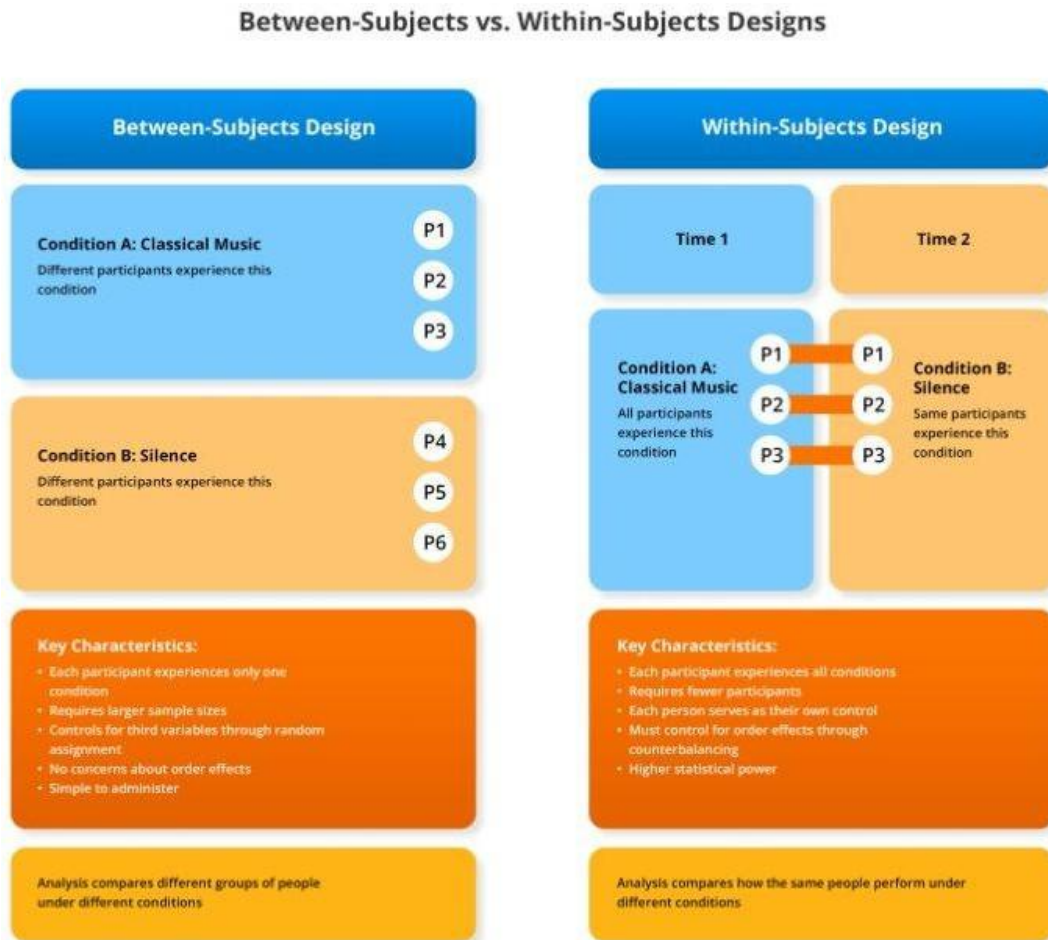 Between-Subjects vs. Within-Subjects Designs
Between-Subjects Design
Condition A: Classical Music
Different participants experience this
condition
P1
P2
P3
Condition B: Silence
Different participants experience this
condition
P4
P5
P6
Key Characteristics:
• Each participant experiences only one
condition
• Requires larger sample sizes
• Controls for third variables through random
assignment
• No concerns about order effects
• Simple to administer
Analysis compares different groups of people
under different conditions
Within-Subjects Design
Time 1
Time 2
Condition A:
Classical Music
All participants
experience this
condition
P1
P2
P3
P1
P2
P3
Condition B:
Silence
Same participants
experience this
condition
Key Characteristics:
• Each participant experiences all conditions
• Requires fewer participants
• Each person serves as their own control
• Must control for order effects through
counterbalancing
• Higher statistical power
Analysis compares how the same people perform under
different conditions